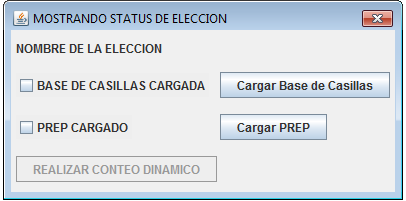 MOSTRANDO STATUS DE ELECCION
NOMBRE DE LA ELECCION
BASE DE CASILLAS CARGADA Cargar Base de Casillas
PREP CARGADO Cargar PREP
REALIZAR CONTEO DINAMICO